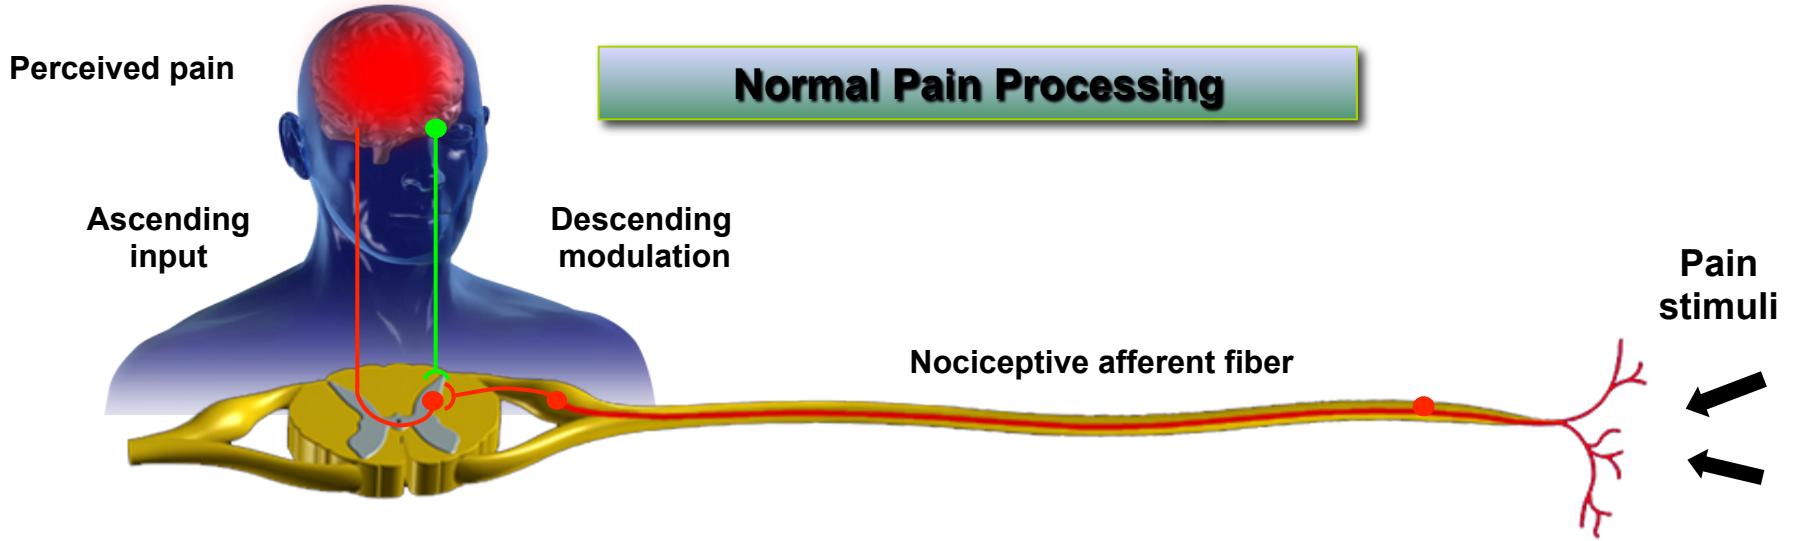 Normal Pain Processing
Perceived pain
Ascending
input
Descending
modulation
Pain
stimuli
Nociceptive afferent fiber